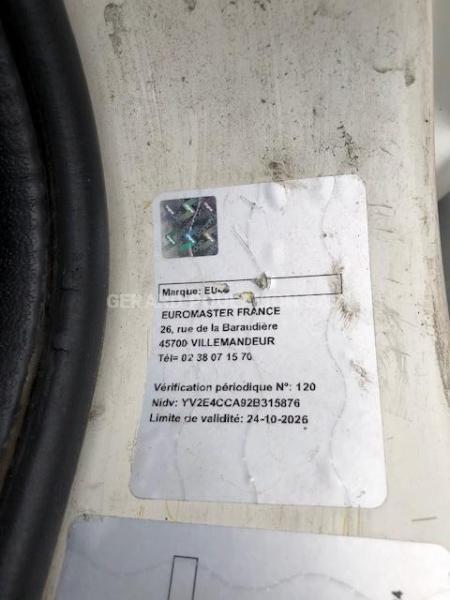 Marque: EU
EUROMASTER FRANCE
26, rue de la Baraudière
45700 VILLEMANDEUR
Tél= 02 38 07 15 70
Vérification périodique N°: 120
Nidv: YV2E4CCA92B315876
Limite de validité: 24-10-2026